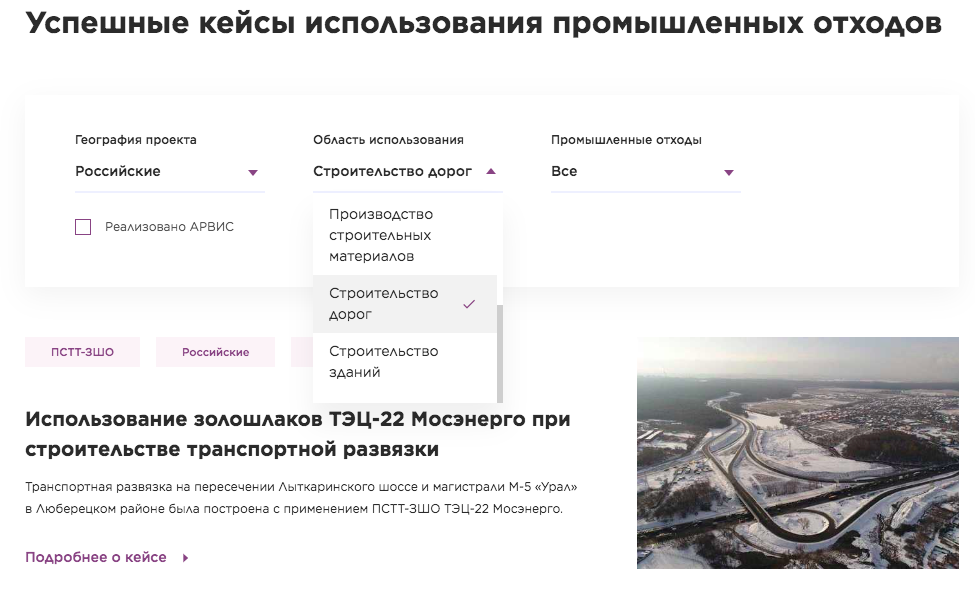 Успешные кейсы использования промышленных отходов
География проекта
Область использования
Промышленные отходы
Российские
Строительство дорог
Все
Реализовано АРВИС
Производство
строительных
материалов
Строительство
дорог
Строительство
зданий
ПСТТ-ЗШО
Российские
Использование золошлаков ТЭЦ-22 Мосэнерго при
строительстве транспортной развязки
Транспортная развязка на пересечении Лыткаринского шоссе и магистрали М-5 «Урал»
в Люберецком районе была построена с применением ПСТТ-ЗШО ТЭЦ-22 Мосэнерго.
Подробнее о кейсе